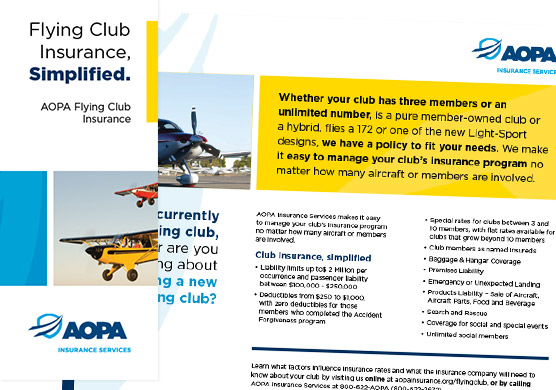 Flying Club
Insurance,
Simplified.
AOPA Flying Club
Insurance
currently
ing club,
r are you
ng about
ng a new
ng club?
AOPA
INSURANCE SERVICES
AOPA
INSURANCE SERVICES
Whether your club has three members or an
unlimited number, is a pure member-owned club or
a hybrid, flies a 172 or one of the new Light-Sport
designs, we have a policy to fit your needs. We make
it easy to manage your club's insurance program no
matter how many aircraft or members are involved.
AOPA Insurance Services makes it easy
to manage your club's insurance program
no matter how many aircraft or members
are involved.
Club insurance, simplified
• Liability limits up to$ 2 Million per
occurrence and passenger liability
between $100,000 - $250,000
• Deductibles from $250 to $1,000,
with zero deductibles for those
members who completed the Accident
Forgiveness program
• Special rates for clubs between 3 and
10 members, with flat rates available for
clubs that grow beyond 10 members
• Club members as named insureds
• Baggage & Hangar Coverage
• Premises Liability
• Emergency or Unexpected Landing
• Products Liability – Sale of Aircraft,
Aircraft Parts, Food and Beverage
• Search and Rescue
• Coverage for social and special events
• Unlimited social members
Learn what factors influence insurance rates and what the insurance company will need to
know about your club by visiting us online at aopainsurance.org/flyingclub, or by calling
AOPA Insurance Services at 800-622-AOPA